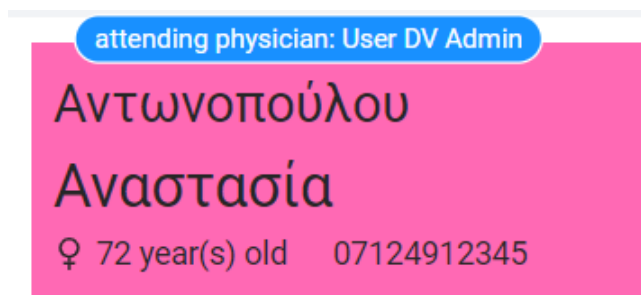 attending physician: User DV Admin
Αντωνοπούλου
Αναστασία
♀ 72 year(s) old 07124912345